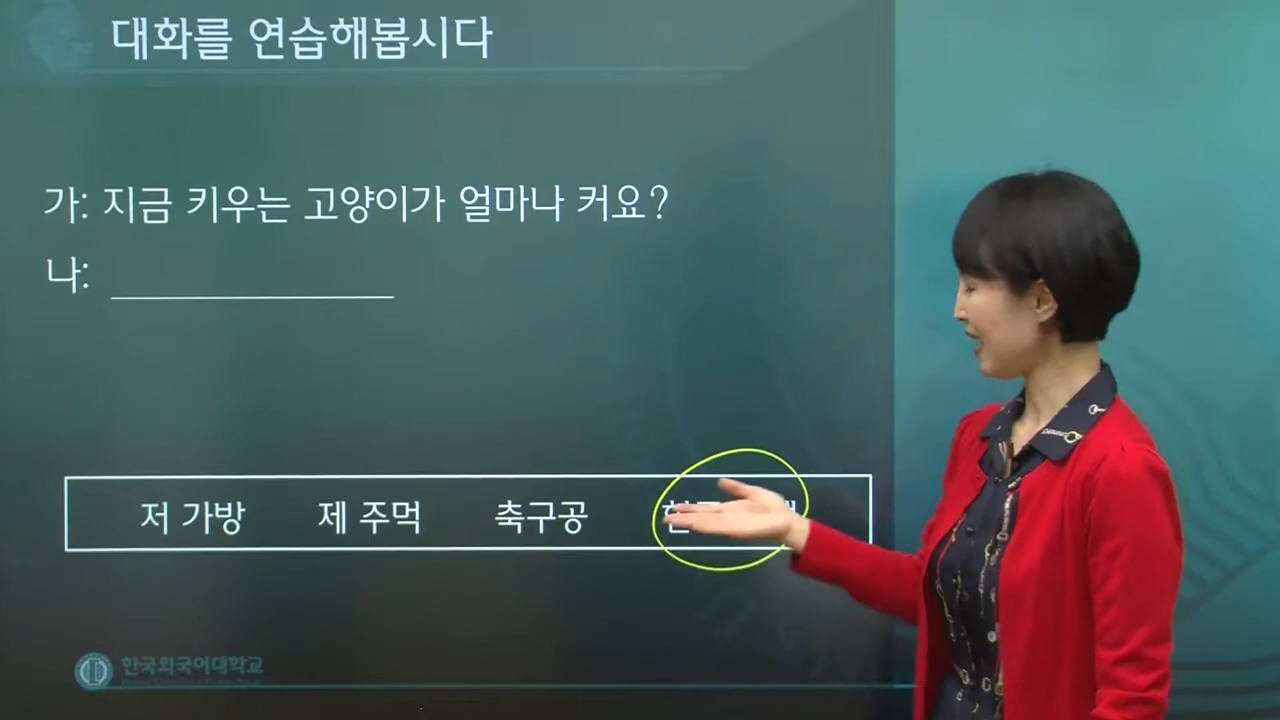 대화를 연습해봅시다
가: 지금 키우는 고양이가 얼마나 커요?
나:
저 가방 제 주먹 축구공
한국외국어대학교